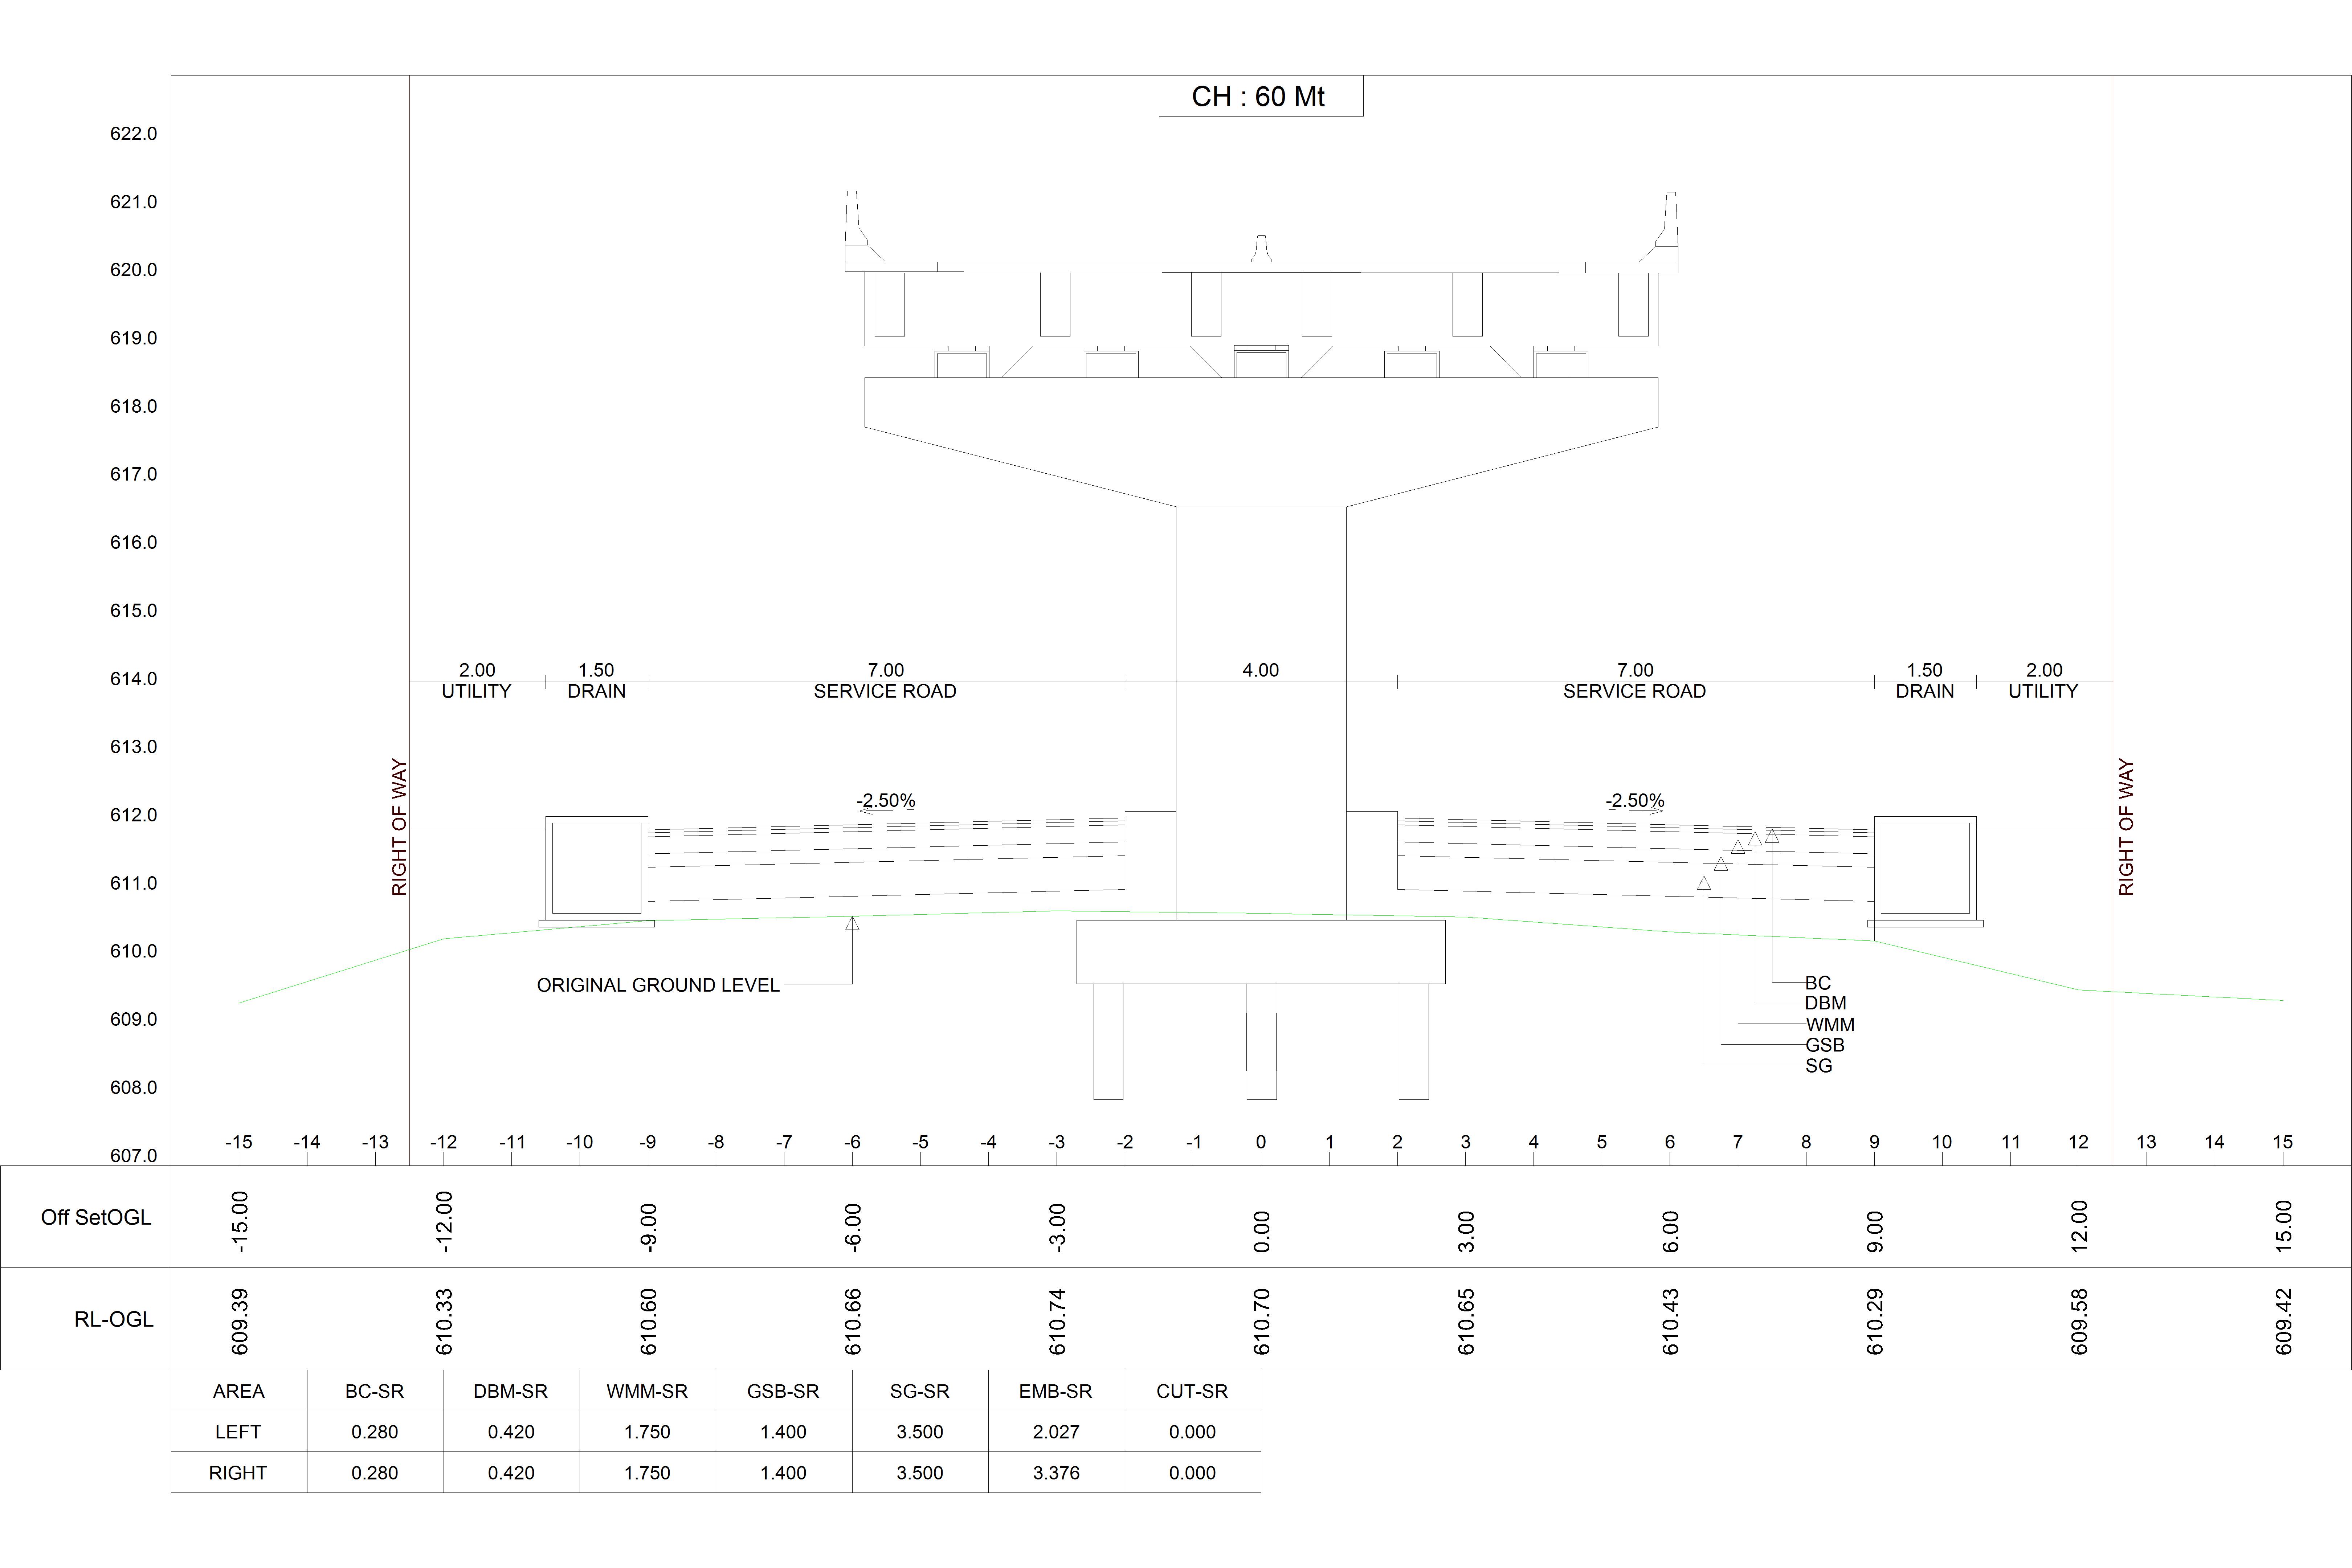 CH : 60 Mt
622.0
621.0
620.0
619.0
618.0
617.0
616.0
615.0
614.0
613.0
612.0
611.0
610.0
609.0
608.0
607.0
2.00 1.50 7.00 4.00 7.00 1.50 2.00
UTILITY DRAIN SERVICE ROAD SERVICE ROAD DRAIN UTILITY
RIGHT OF WAY
-2.50% -2.50%
RIGHT OF WAY
ORIGINAL GROUND LEVEL
BC
DBM
WMM
GSB
SG
-15 -14 -13 -12 -11 -10 -9 -8 -7 -6 -5 -4 -3 -2 -1 0 1 2 3 4 5 6 7 8 9 10 11 12 13 14 15
Off SetOGL -15.00 -12.00 -9.00 -6.00 -3.00 0.00 3.00 6.00 9.00 12.00 15.00
RL-OGL 609.39 610.33 610.60 610.66 610.74 610.70 610.65 610.43 610.29 609.58 609.42
AREA BC-SR DBM-SR WMM-SR GSB-SR SG-SR EMB-SR CUT-SR
LEFT 0.280 0.420 1.750 1.400 3.500 2.027 0.000
RIGHT 0.280 0.420 1.750 1.400 3.500 3.376 0.000